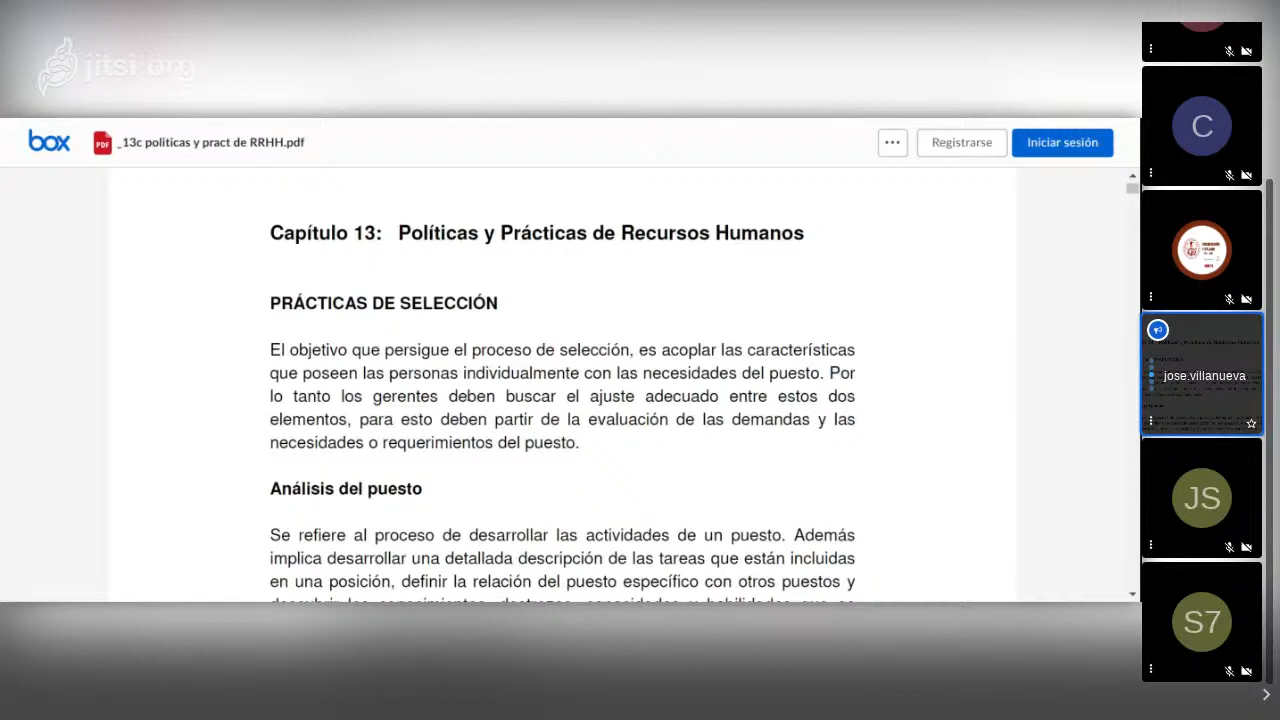 jitsi.org
box
PDF
_13c politicas y pract de RRHH.pdf
Registrarse
Iniciar sesión
Capítulo 13: Políticas y Prácticas de Recursos Humanos
PRÁCTICAS DE SELECCIÓN
El objetivo que persigue el proceso de selección, es acoplar las características
que poseen las personas individualmente con las necesidades del puesto. Por
lo tanto los gerentes deben buscar el ajuste adecuado entre estos dos
elementos, para esto deben partir de la evaluación de las demandas y las
necesidades o requerimientos del puesto.
Análisis del puesto
Se refiere al proceso de desarrollar las actividades de un puesto. Además
implica desarrollar una detallada descripción de las tareas que están incluidas
en una posición, definir la relación del puesto específico con otros puestos y
C
jose.villanueva
JS
S7